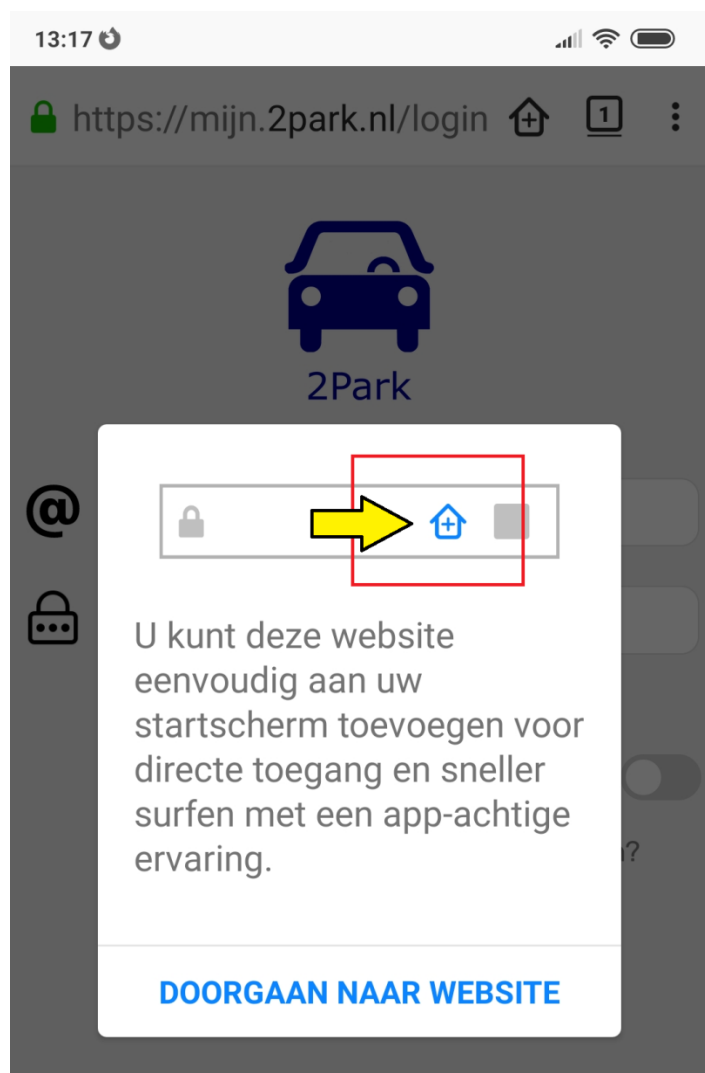 13:17
https://mijn.2park.nl/login 1
2Park
@
U kunt deze website
eenvoudig aan uw
startscherm toevoegen voor
directe toegang en sneller
surfen met een app-achtige
ervaring.
?
DOORGAAN NAAR WEBSITE